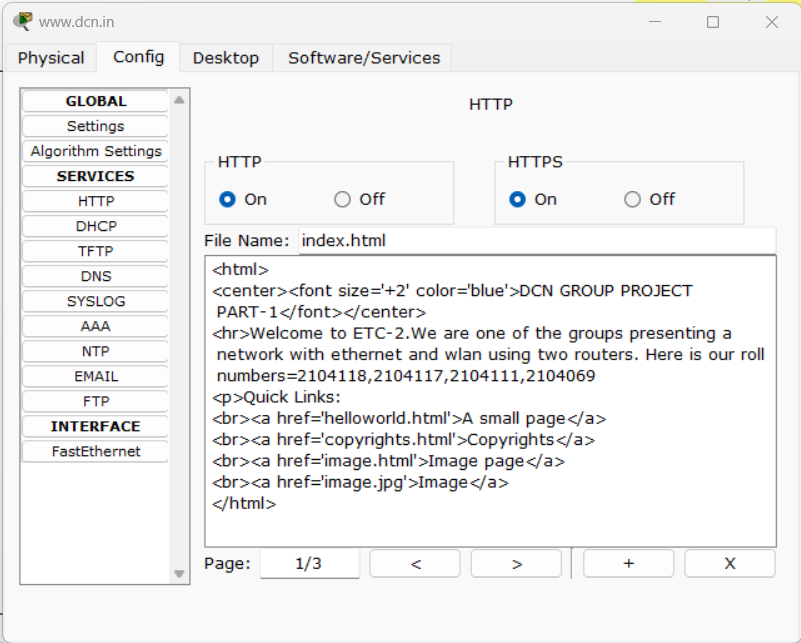 www.dcn.in
Physical Config Desktop Software/Services
GLOBAL
Settings
Algorithm Settings
SERVICES
HTTP
DHCP
TFTP
DNS
SYSLOG
AAA
NTP
EMAIL
FTP
INTERFACE
FastEthernet
HTTP
HTTP HTTPS
On Off On Off
File Name: index.html
<html>
<center><font size='+2' color='blue'>DCN GROUP PROJECT
PART-1</font></center>
<hr>Welcome to ETC-2.We are one of the groups presenting a
network with ethernet and wlan using two routers. Here is our roll
numbers=2104118,2104117,2104111,2104069
<p>Quick Links:
<br><a href='helloworld.html'>A small page</a>
<br><a href='copyrights.html'>Copyrights</a>
<br><a href='image.html'>Image page</a>
<br><a href='image.jpg'>Image</a>
</html>
Page: 1/3 < > + X